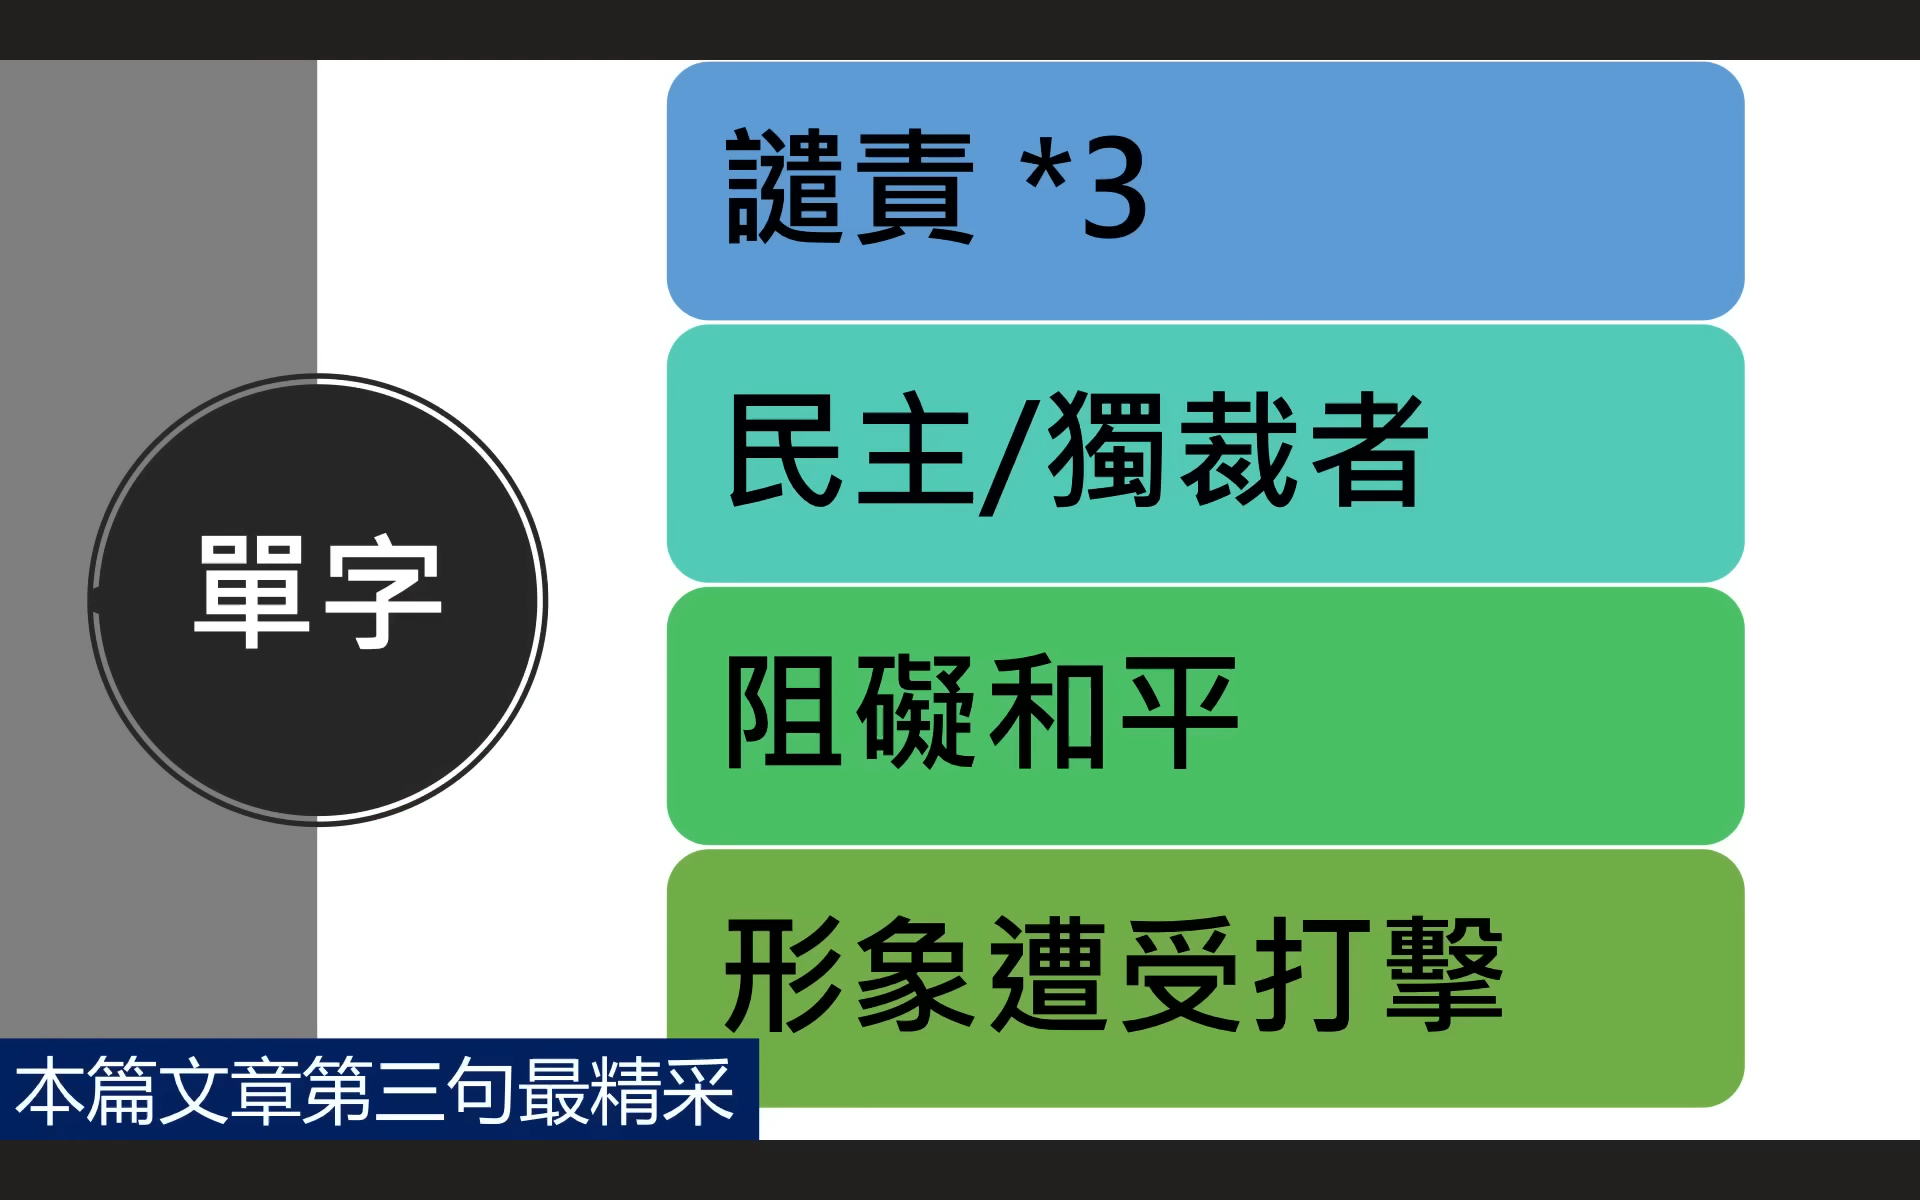 單字
譴責 *3
民主/獨裁者
阻礙和平
形象遭受打擊
本篇文章第三句最精采